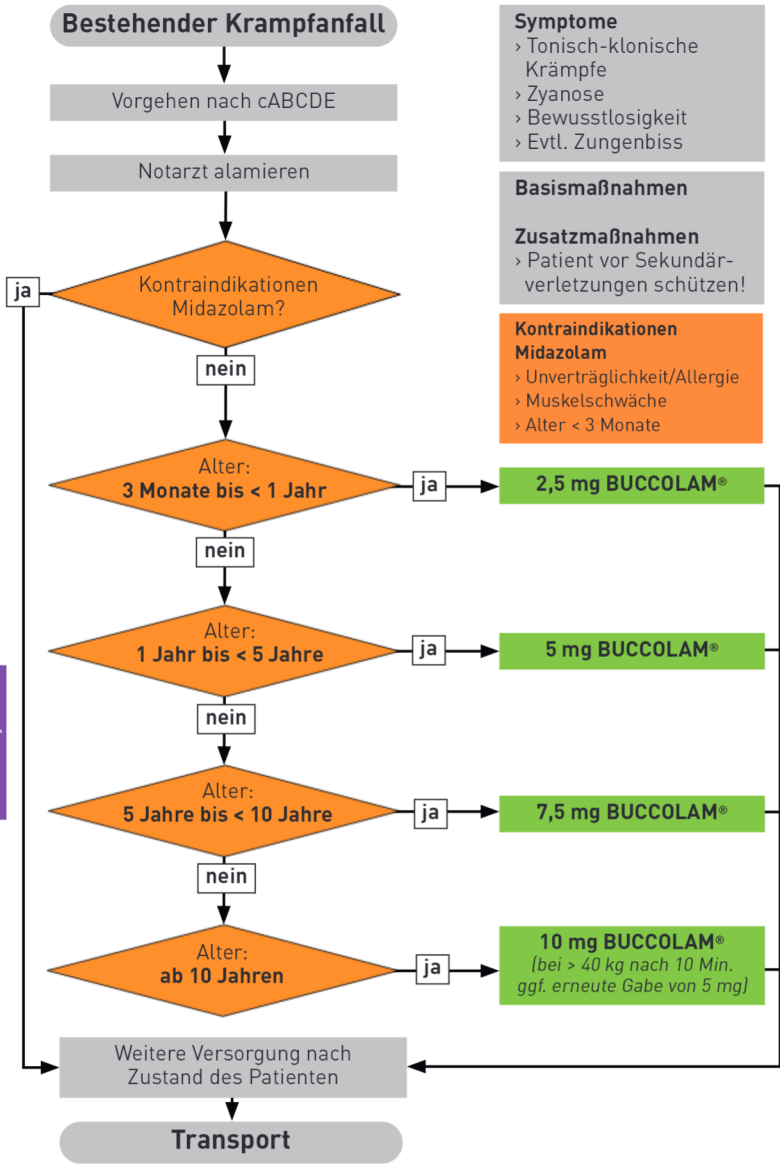 Bestehender Krampfanfall
Vorgehen nach cABCDE
Notarzt alamieren
Kontraindikationen
Midazolam?
ja
nein
Alter:
3 Monate bis < 1 Jahr
ja
2,5 mg BUCCOLAM®
nein
Alter:
1 Jahr bis < 5 Jahre
ja
5 mg BUCCOLAM®
nein
Alter:
5 Jahre bis < 10 Jahre
ja
7,5 mg BUCCOLAM®
nein
Alter:
ab 10 Jahren
ja
10 mg BUCCOLAM®
(bei > 40 kg nach 10 Min.
ggf. erneute Gabe von 5 mg)
Weitere Versorgung nach
Zustand des Patienten
Transport
Symptome
› Tonisch-klonische
Krämpfe
› Zyanose
› Bewusstlosigkeit
› Evtl. Zungenbiss
Basismaßnahmen
Zusatzmaßnahmen
› Patient vor Sekundär-
verletzungen schützen!
Kontraindikationen
Midazolam
› Unverträglichkeit/Allergie
› Muskelschwäche
› Alter < 3 Monate